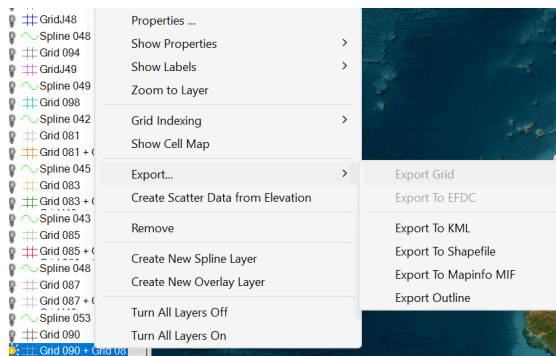 GridJ48
Spline 048
Grid 094
GridJ49
Spline 049
Grid 098
Spline 042
Grid 081
Grid 081 + G
Spline 045
Grid 083
Grid 083 + G
Spline 043
Grid 085
Grid 085 + G
Spline 048
Grid 087
Grid 087 + G
Spline 053
Grid 090
Grid 090 + Grid 08
Properties ...
Show Properties
Show Labels
Zoom to Layer
Grid Indexing
Show Cell Map
Export...
Create Scatter Data from Elevation
Remove
Create New Spline Layer
Create New Overlay Layer
Turn All Layers Off
Turn All Layers On
Export Grid
Export To EFDC
Export To KML
Export To Shapefile
Export To Mapinfo MIF
Export Outline